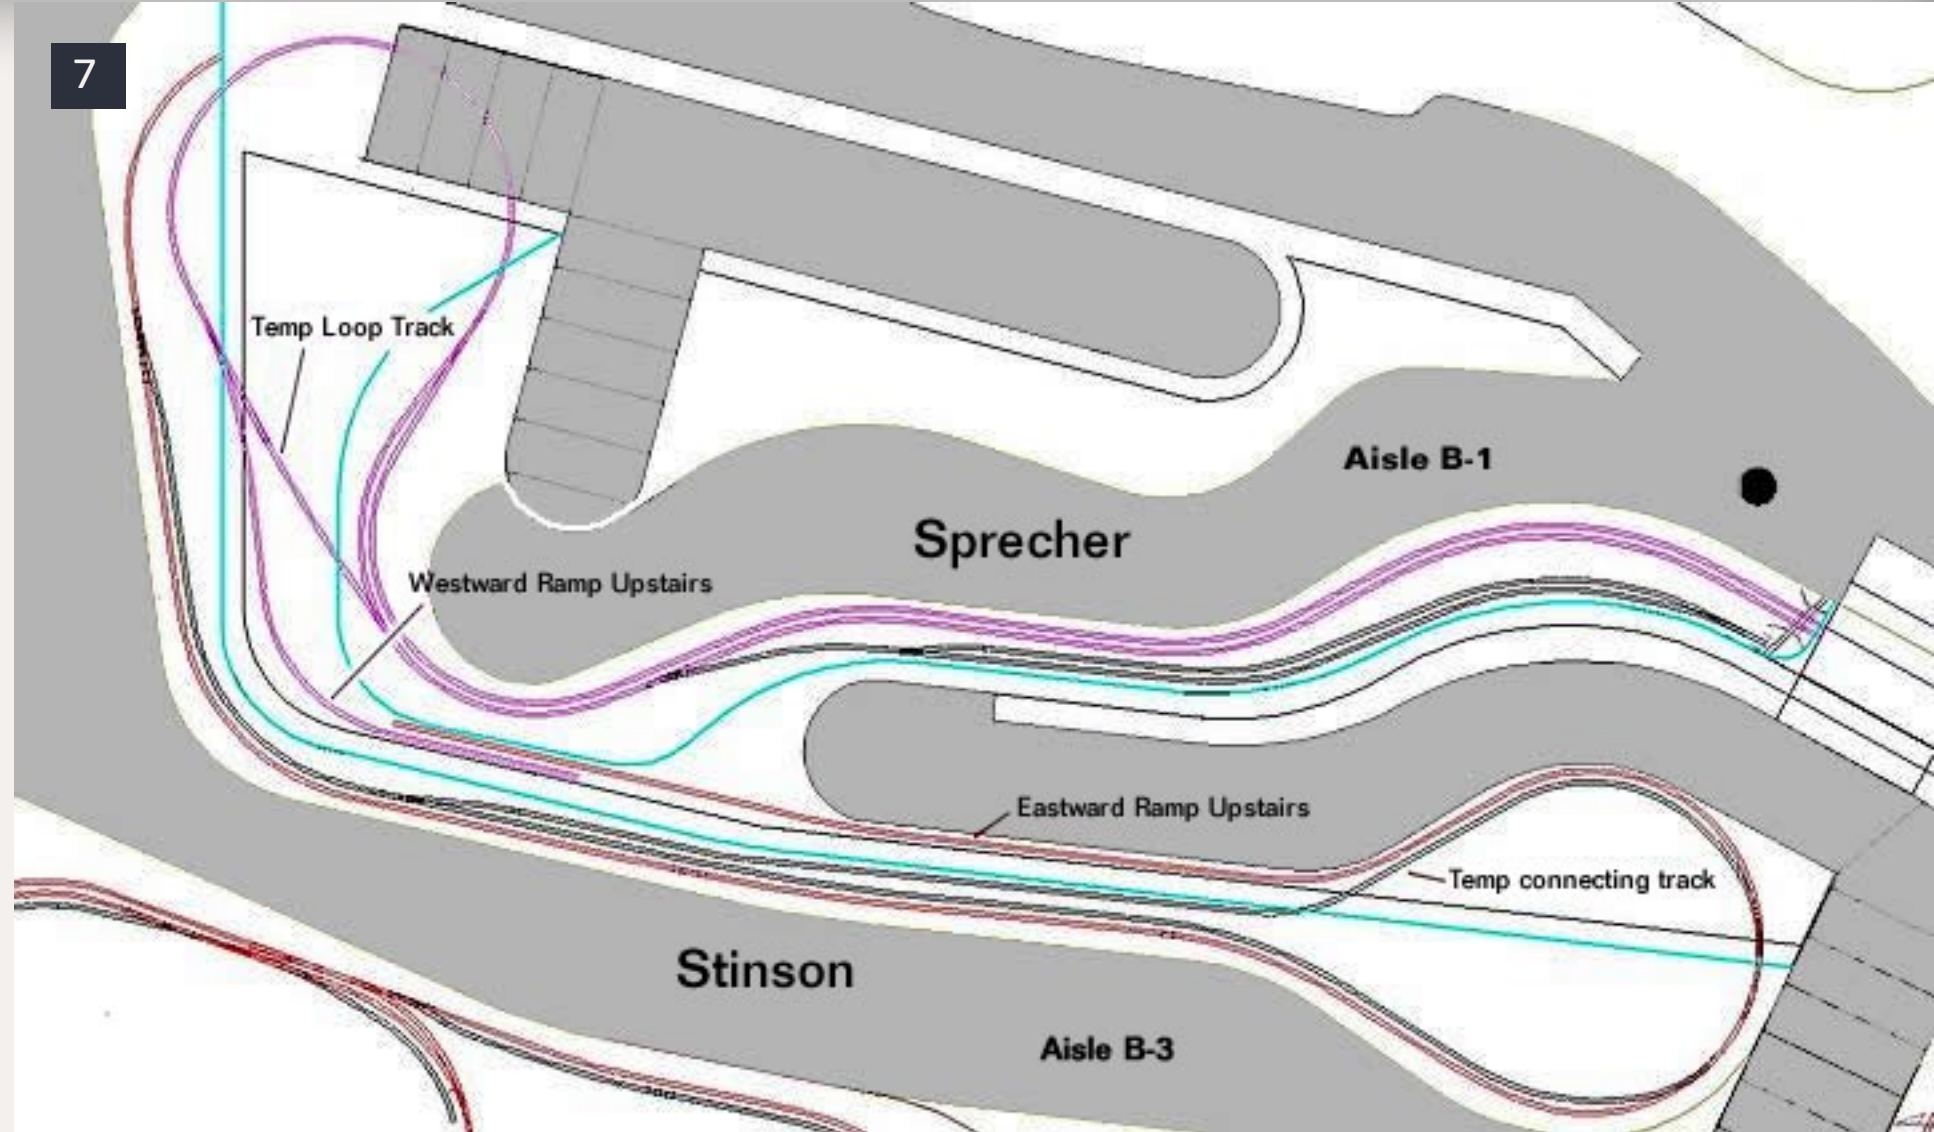 7
Temp Loop Track
Aisle B-1
Sprecher
Westward Ramp Upstairs
Eastward Ramp Upstairs
Temp connecting track
Stinson
Aisle B-3